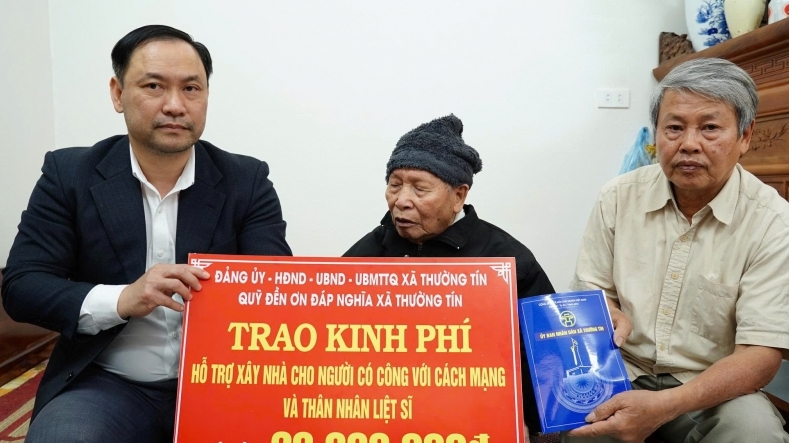 ĐẢNG ỦY - HĐND - UBND - UBMTTQ XÃ THƯỜNG TÍN
QUỸ ĐỀN ƠN ĐÁP NGHĨA XÃ THƯỜNG TÍN
TRAO KINH PHÍ
HỖ TRỢ XÂY NHÀ CHO NGƯỜI CÓ CÔNG VỚI CÁCH MẠNG
VÀ THÂN NHÂN LIỆT SĨ
ỦY BAN NHÂN DÂN XÃ THƯỜNG TÍN